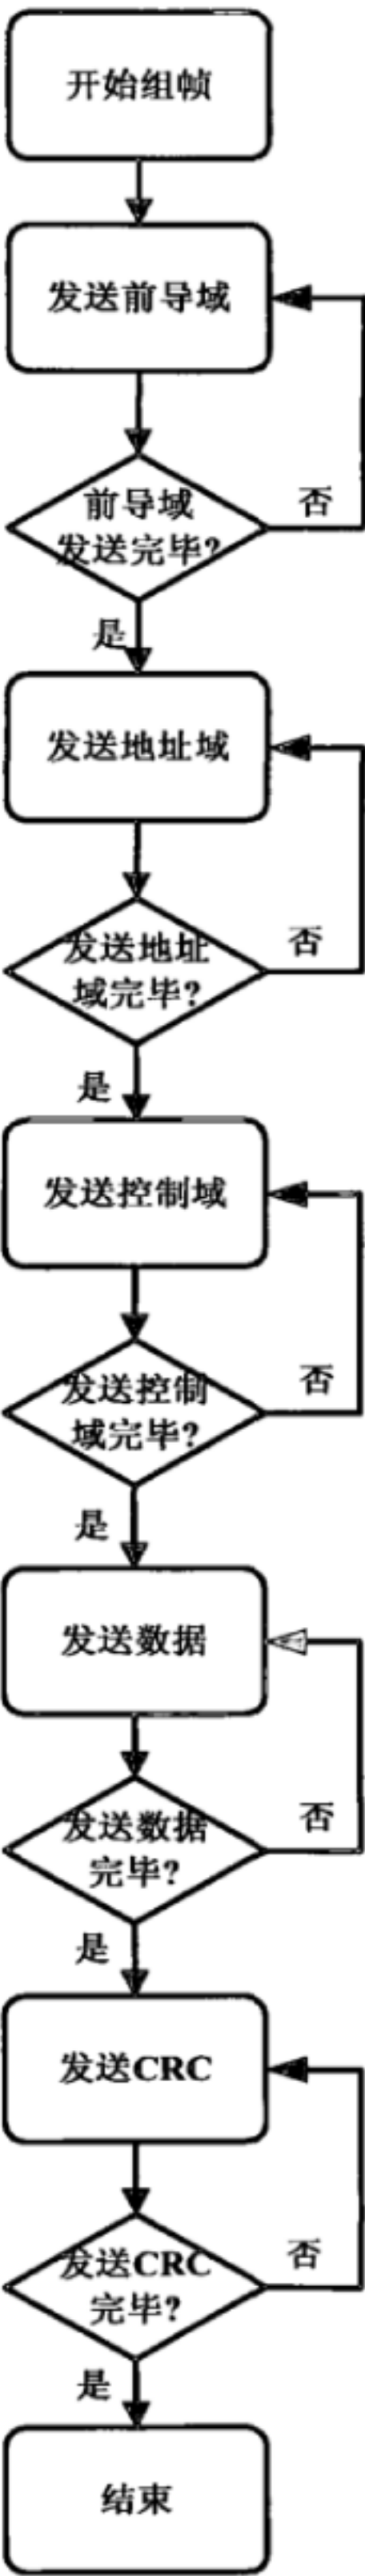 开始组帧
发送前导域
前导域
发送完毕?
否
是
发送地址域
发送地址
域完毕?
否
是
发送控制域
发送控制
域完毕?
否
是
发送数据
发送数据
完毕?
否
是
发送CRC
发送CRC
完毕?
否
是
结束